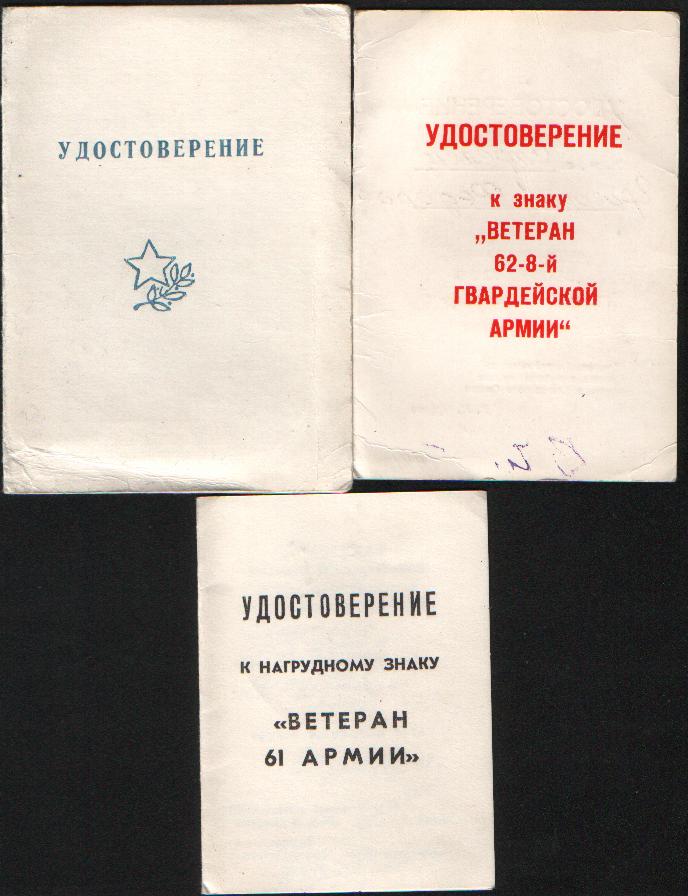 УДОСТОВЕРЕНИЕ
УДОСТОВЕРЕНИЕ
к знаку
„ВЕТЕРАН
62-8-й
ГВАРДЕЙСКОЙ
АРМИИ“
УДОСТОВЕРЕНИЕ
К НАГРУДНОМУ ЗНАКУ
«ВЕТЕРАН
61 АРМИИ»